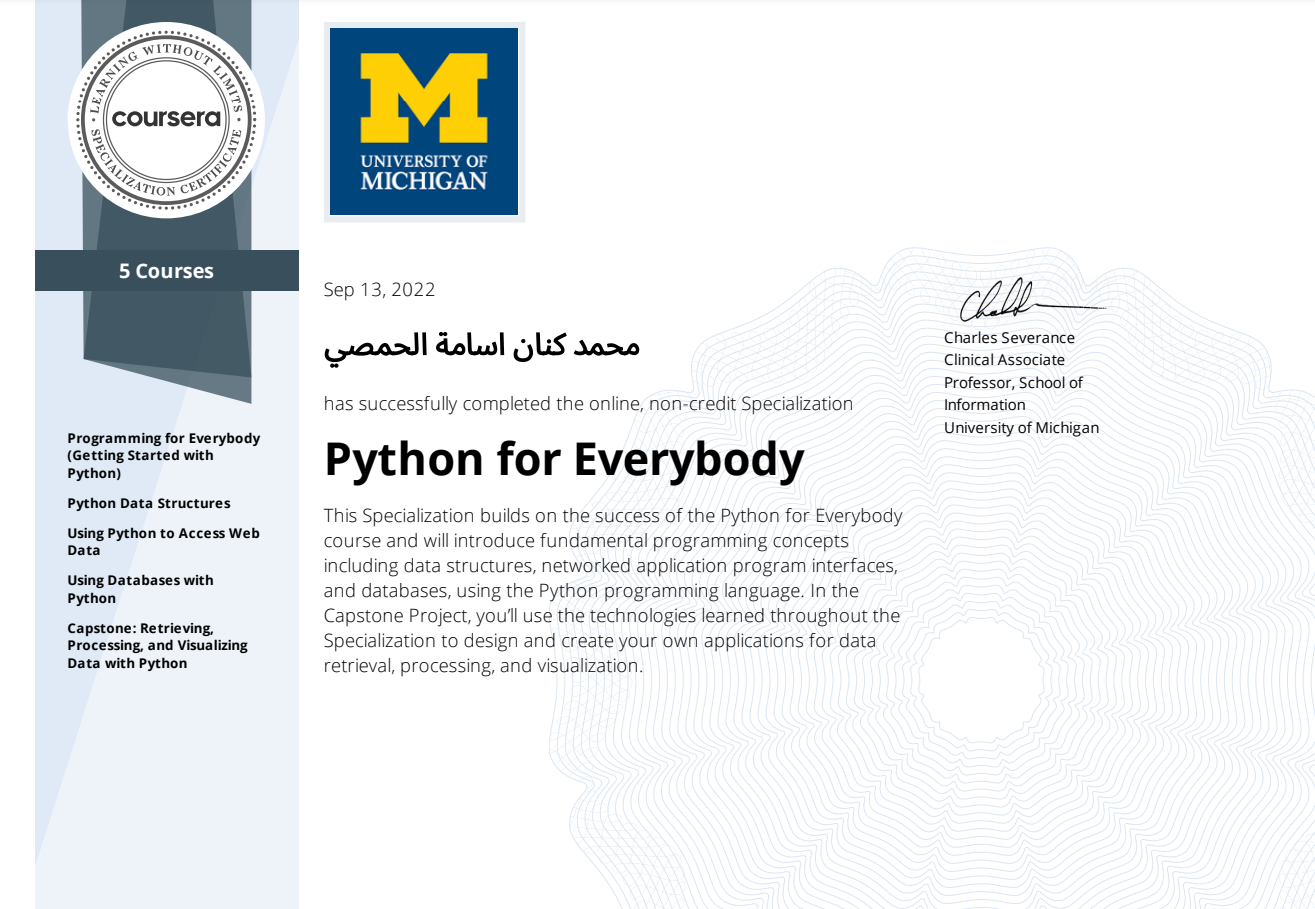 LEARNING WITHOUT LIMITS
coursera
SPECIALIZATION CERTIFICATE
5 Courses
Programming for Everybody
(Getting Started with
Python)
Python Data Structures
Using Python to Access Web
Data
Using Databases with
Python
Capstone: Retrieving,
Processing, and Visualizing
Data with Python
M
UNIVERSITY OF
MICHIGAN
Sep 13, 2022
محمد كنان اسامة الحمصي
has successfully completed the online, non-credit Specialization
Python for Everybody
This Specialization builds on the success of the Python for Everybody
course and will introduce fundamental programming concepts
including data structures, networked application program interfaces,
and databases, using the Python programming language. In the
Capstone Project, you’ll use the technologies learned throughout the
Specialization to design and create your own applications for data
retrieval, processing, and visualization.
Charles Severance
Clinical Associate
Professor, School of
Information
University of Michigan